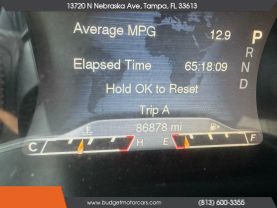 13720 N Nebraska Ave, Tampa, FL 33613
Average MPG 12.9 P
R
Elapsed Time 65:18:09 N
D
Hold OK to Reset
Trip A
86878 mi
E F
C H E F
www.budgetmotorcars.com (813) 600-3355